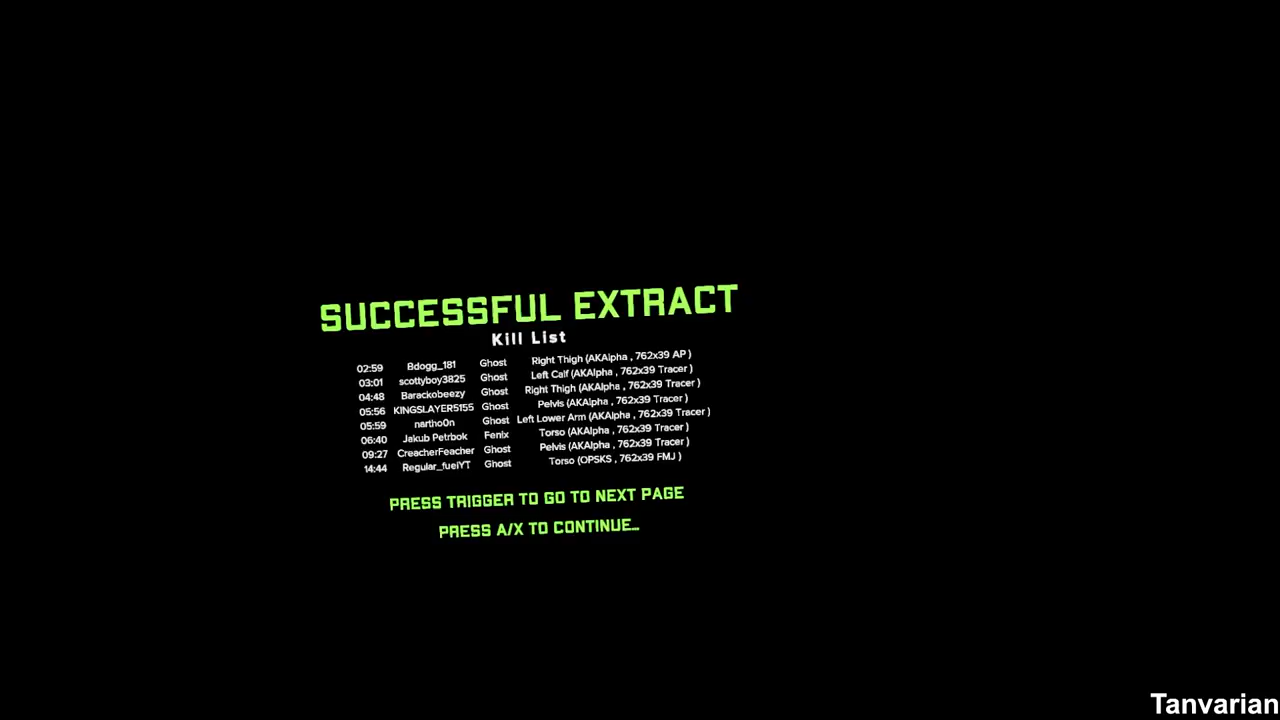 SUCCESSFUL EXTRACT
Kill List
02:59 Bdogg_181 Ghost Right Thigh (AKAlpha , 762x39 AP )
03:01 scottyboy3825 Ghost Left Calf (AKAlpha , 762x39 Tracer )
04:48 Barackobeezy Ghost Right Thigh (AKAlpha , 762x39 Tracer )
05:56 KINGSLAYER5155 Ghost Pelvis (AKAlpha , 762x39 Tracer )
05:59 nartho0n Ghost Left Lower Arm (AKAlpha , 762x39 Tracer )
06:40 Jakub Petrbok Fenix Torso (AKAlpha , 762x39 Tracer )
09:27 CreacherFeacher Ghost Pelvis (AKAlpha , 762x39 Tracer )
14:44 Regular_fuelYT Ghost Torso (OPSKS , 762x39 FMJ )
PRESS TRIGGER TO GO TO NEXT PAGE
PRESS A/X TO CONTINUE...
Tanvarian